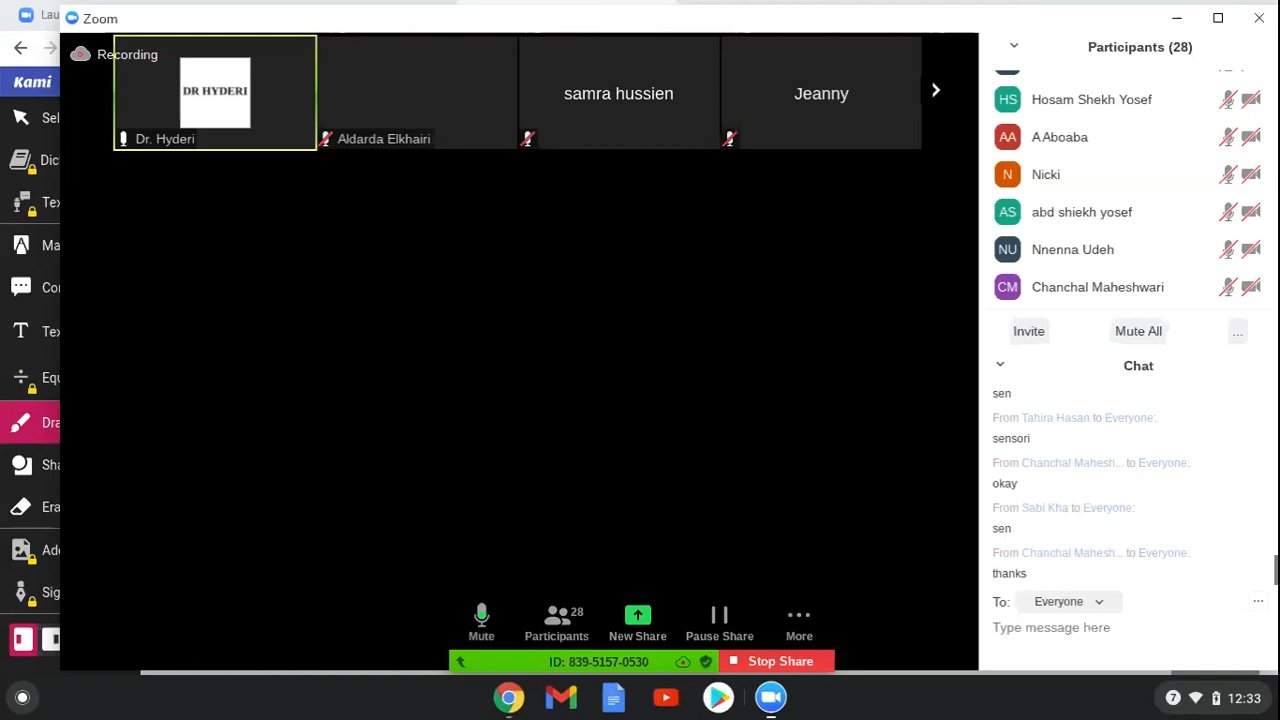 Lau
Zoom
Kami
Sel
Dic
Tex
Ma
Co
Tex
Equ
Dra
Sha
Era
Ad
Sig
Recording
DR HYDERI
Dr. Hyderi
Aldarda Elkhairi
samra hussien
Jeanny
Participants (28)
HS Hosam Shekh Yosef
AA A Aboaba
N Nicki
AS abd shiekh yosef
NU Nnenna Udeh
CM Chanchal Maheshwari
Invite Mute All ...
Chat
sen
From Tahira Hasan to Everyone:
sensori
From Chanchal Mahesh... to Everyone:
okay
From Sabi Kha to Everyone:
sen
From Chanchal Mahesh... to Everyone:
thanks
To: Everyone
Type message here
28
Mute Participants New Share Pause Share More
ID: 839-5157-0530 Stop Share
7 12:33